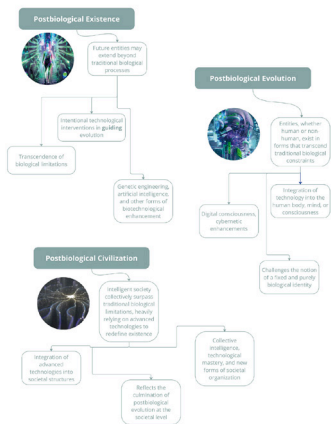 Postbiological Existence
Future entities may
extend beyond
traditional biological
processes
Intentional technological
interventions in guiding
evolution
Transcendence of
biological limitations
Genetic engineering,
artificial intelligence,
and other forms of
biotechnological
enhancement
Postbiological Evolution
Entities, whether
human or non-
human, exist in
forms that transcend
traditional biological
constraints
Integration of
technology into the
human body, mind, or
consciousness
Digital consciousness,
cybernetic
enhancements
Challenges the notion
of a fixed and purely
biological identity
Postbiological Civilization
Intelligent society
collectively surpass
traditional biological
limitations, heavily
relying on advanced
technologies to
redefine existence
Integration of
advanced
technologies into
societal structures
Collective
intelligence,
technological
mastery, and new
forms of societal
organization
Reflects the
culmination of
postbiological
evolution at the
societal level